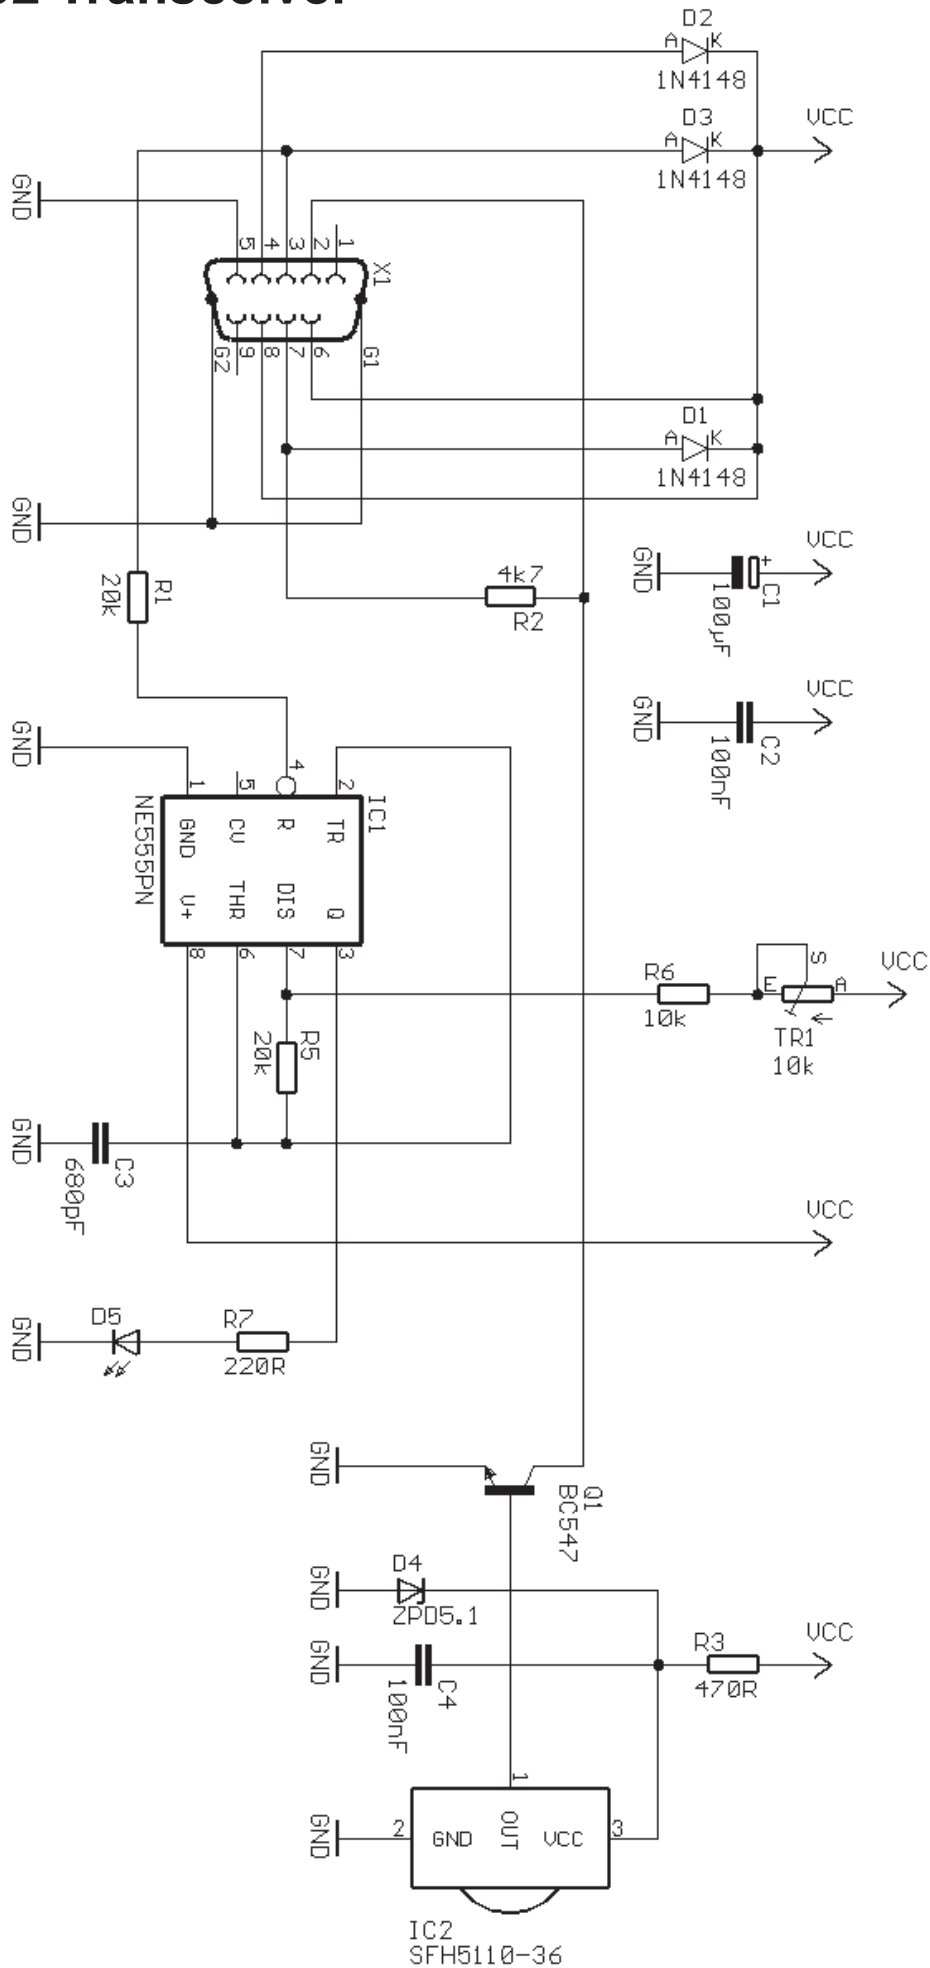 D2
A K
1N4148
D3
A K
1N4148
VCC
GND
5 4 3 2 1
X1
G2 9 8 7 6 G1
D1
A K
1N4148
GND
R1
20k
4k7
R2
GND
+
C1
100µF
VCC
GND
C2
100nF
VCC
GND
1 5 4 2
IC1
NE555PN
GND CV R TR
V+ THR DIS Q
8 6 7 3
R6
10k
E S A
TR1
10k
VCC
R5
20k
GND
C3
680pF
VCC
GND
D5
R7
220R
GND
Q1
BC547
GND
D4
ZPD5.1
GND
C4
100nF
R3
470R
VCC
1
GND
2
GND OUT VCC
3
IC2
SFH5110-36